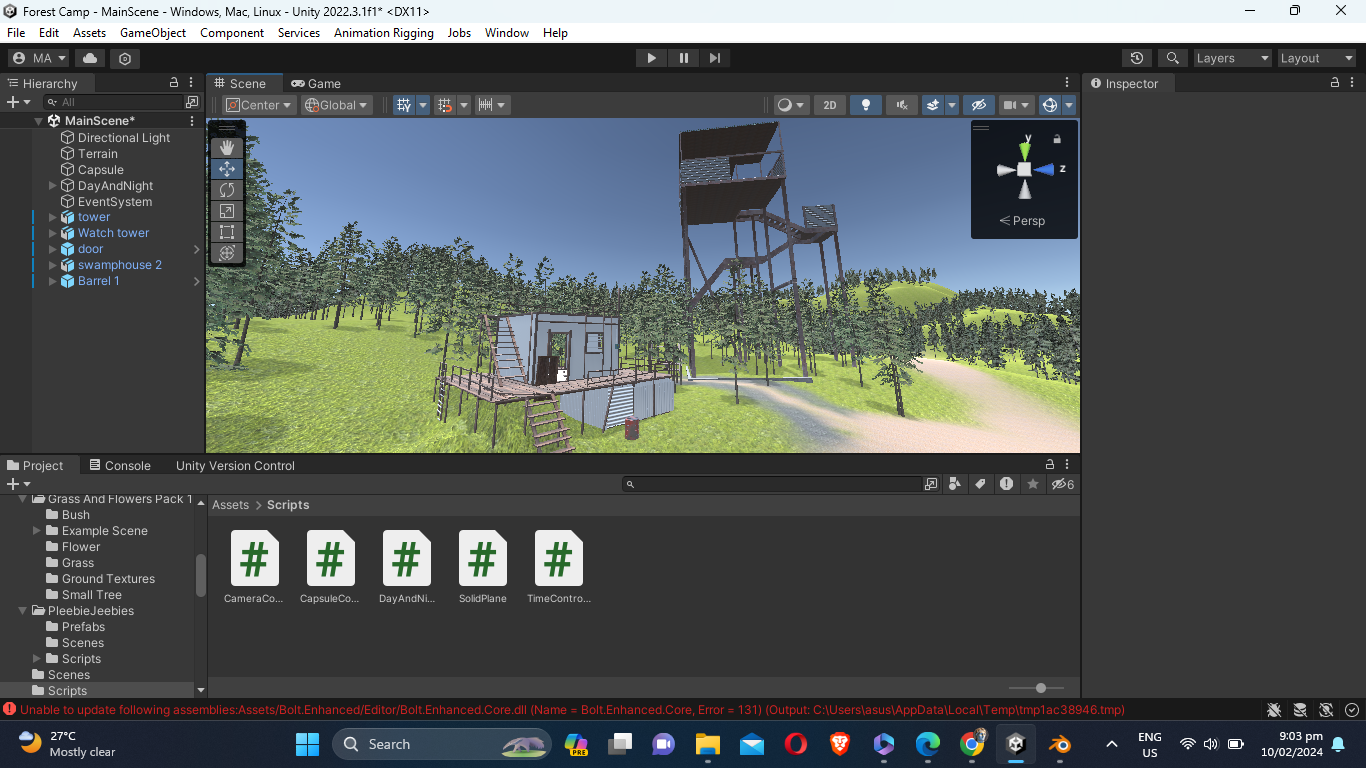 Forest Camp - MainScene - Windows, Mac, Linux - Unity 2022.3.1f1* <DX11>
File Edit Assets GameObject Component Services Animation Rigging Jobs Window Help
MA
Layers
Layout
Hierarchy
All
MainScene*
Directional Light
Terrain
Capsule
DayAndNight
EventSystem
tower
Watch tower
door
swamphouse 2
Barrel 1
Scene
Game
Center
Global
2D
y
z
Persp
Inspector
Project
Console
Unity Version Control
6
Grass And Flowers Pack 1
Bush
Example Scene
Flower
Grass
Ground Textures
Small Tree
PleebieJeebies
Prefabs
Scenes
Scripts
Scenes
Scripts
Assets > Scripts
CameraCo...
CapsuleCo...
DayAndNi...
SolidPlane
TimeContro...
Unable to update following assemblies:Assets/Bolt.Enhanced/Editor/Bolt.Enhanced.Core.dll (Name = Bolt.Enhanced.Core, Error = 131) (Output: C:\Users\asus\AppData\Local\Temp\tmp1ac38946.tmp)
27°C
Mostly clear
Search
PRE
ENG
US
9:03 pm
10/02/2024